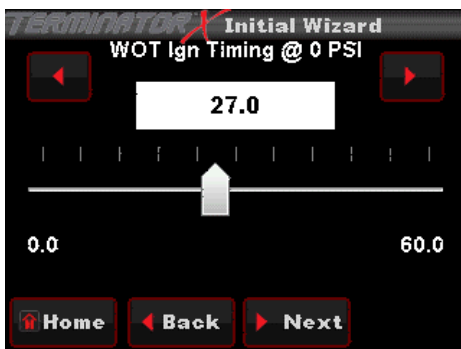 TERMINATOR X Initial Wizard
WOT Ign Timing @ 0 PSI
27.0
0.0 60.0
Home Back Next